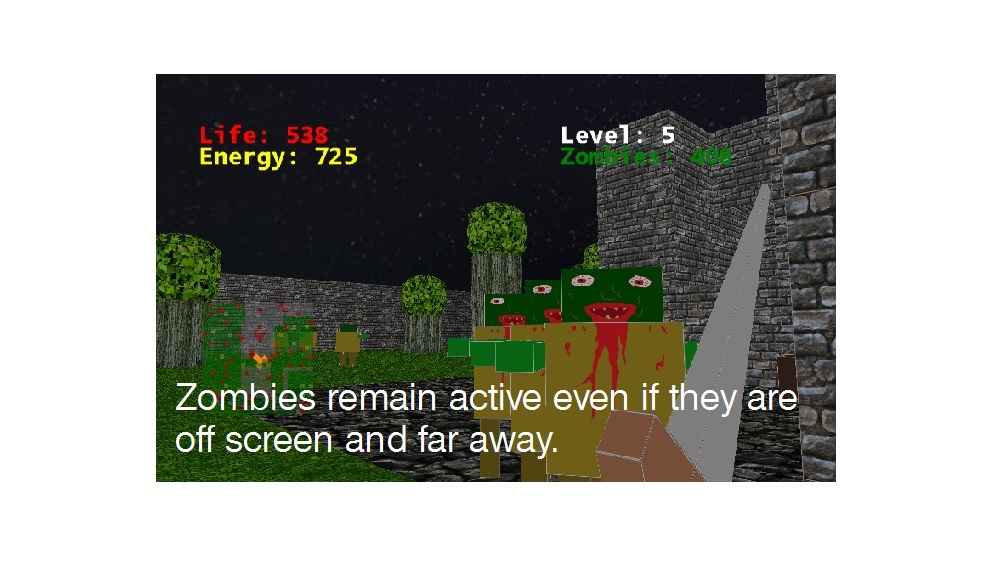 Life: 538
Energy: 725
Level: 5
Zombies: 408
Zombies remain active even if they are
off screen and far away.